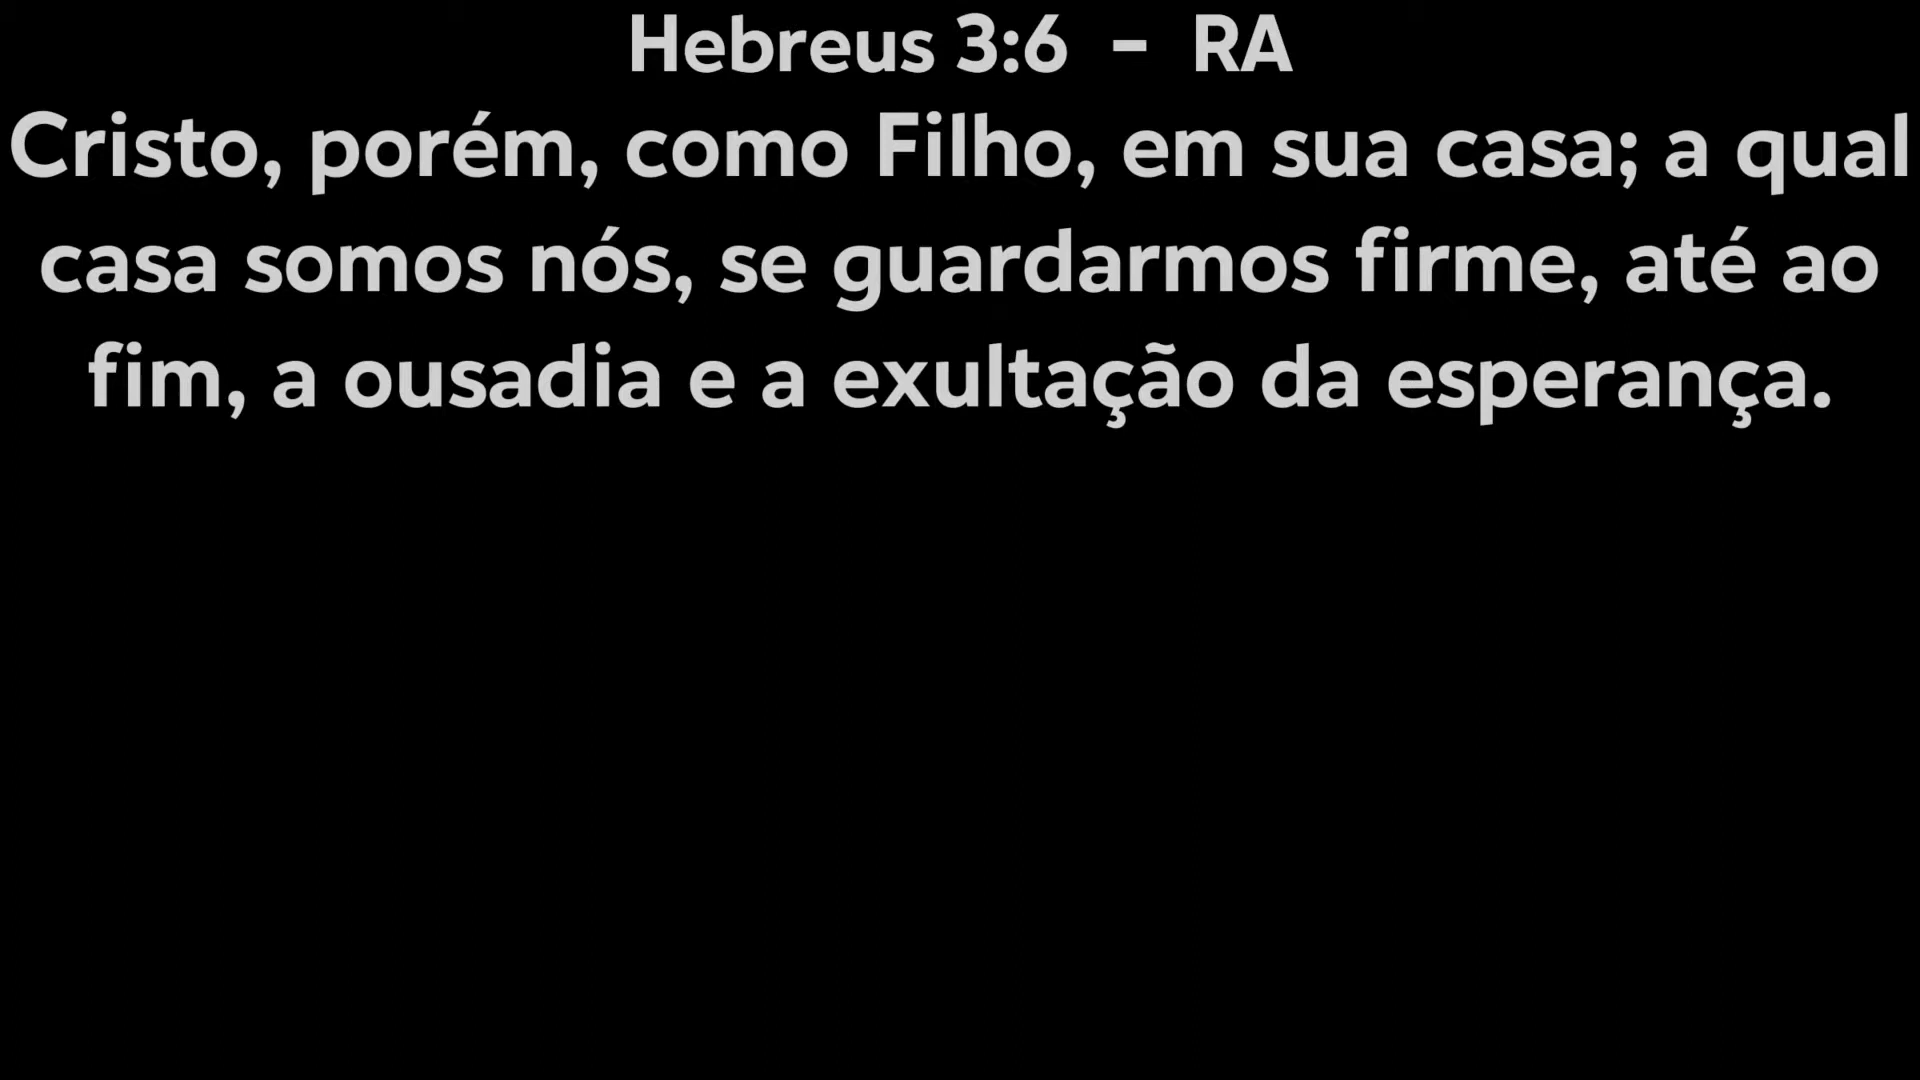 Hebreus 3:6 - RA
Cristo, porém, como Filho, em sua casa; a qual
casa somos nós, se guardarmos firme, até ao
fim, a ousadia e a exultação da esperança.